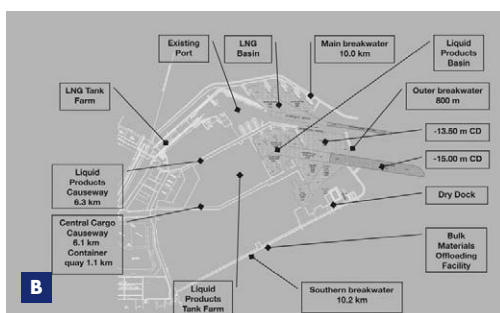 Existing
Port
LNG
Basin
Main breakwater
10.0 km
Liquid
Products
Basin
LNG Tank
Farm
Outer breakwater
800 m
-13.50 m CD
-15.00 m CD
Liquid
Products
Causeway
6.3 km
Dry Dock
Central Cargo
Causeway
6.1 km
Container
quay 1.1 km
Bulk
Materials
Offloading
Facility
Liquid
Products
Tank Farm
Southern breakwater
10.2 km
B